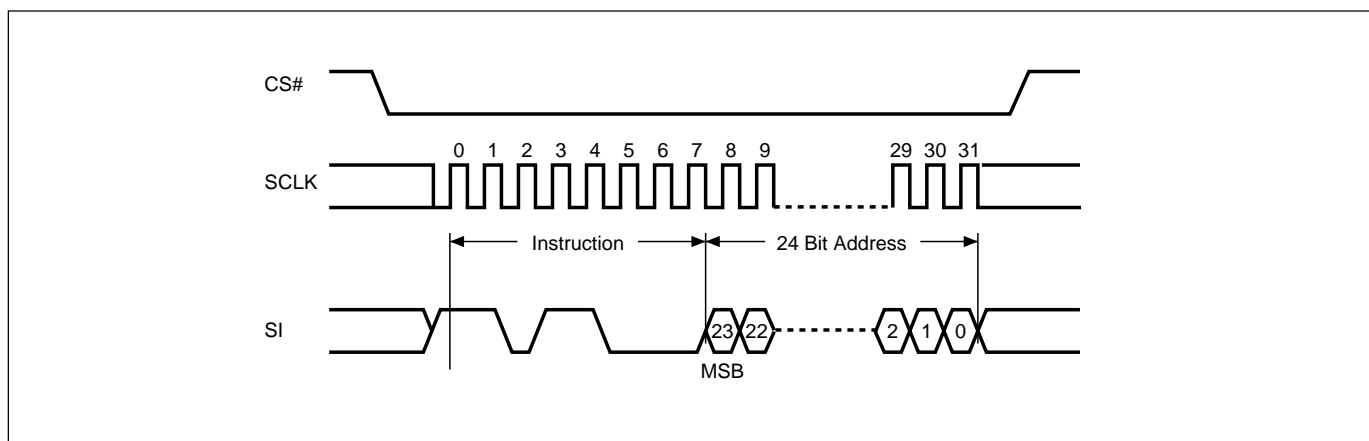 CS#
0 1 2 3 4 5 6 7 8 9 29 30 31
SCLK
Instruction 24 Bit Address
SI 23 22 2 1 0
MSB